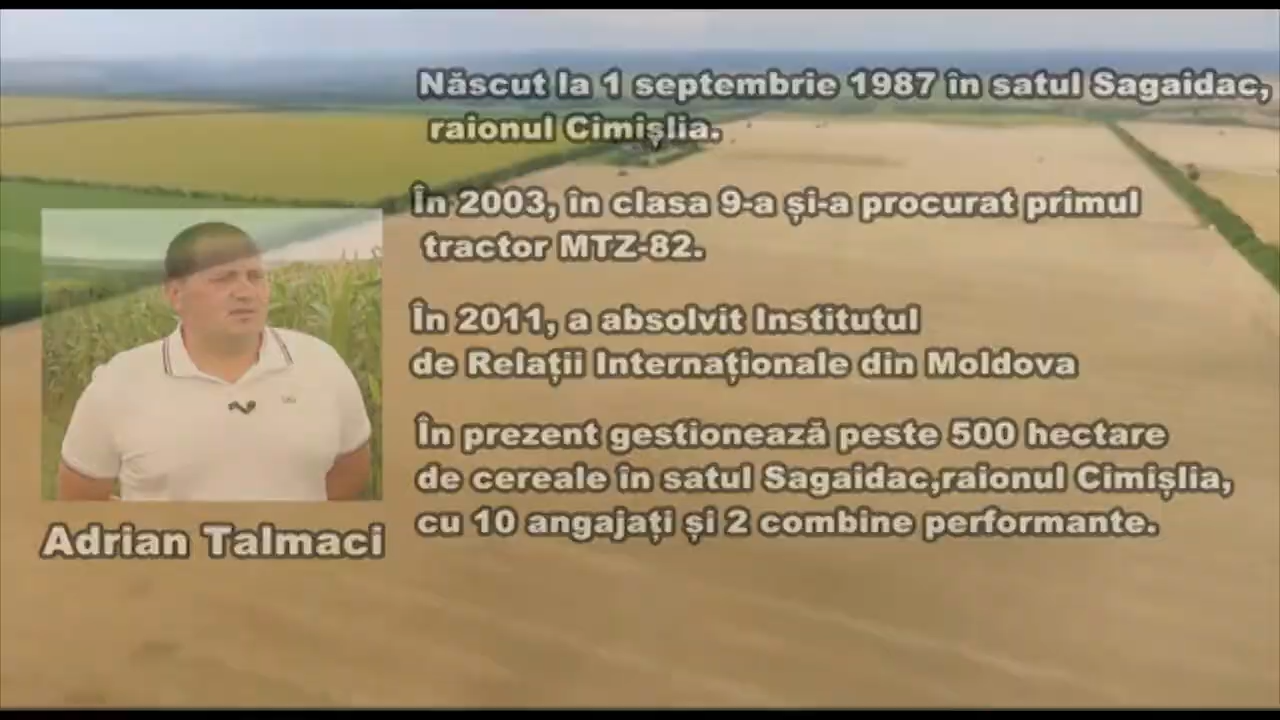 Născut la 1 septembrie 1987 în satul Sagaidac,
raionul Cimișlia.
În 2003, în clasa 9-a și-a procurat primul
tractor MTZ-82.
În 2011, a absolvit Institutul
de Relații Internaționale din Moldova
În prezent gestionează peste 500 hectare
de cereale în satul Sagaidac,raionul Cimișlia,
cu 10 angajați și 2 combine performante.
Adrian Talmaci